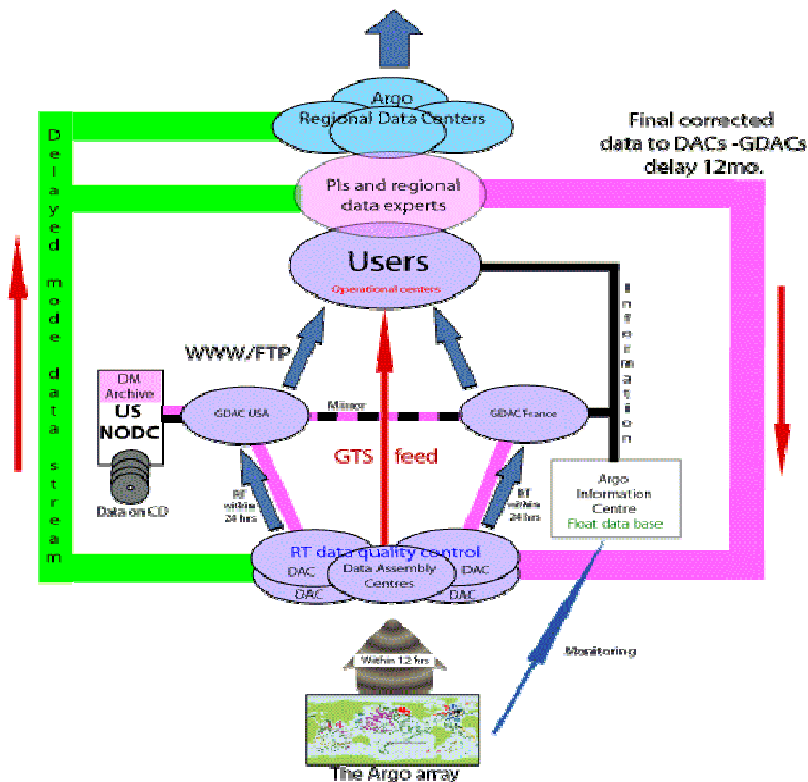 Argo
Regional Data Centers
Final corrected
data to DACs -GDACs
delay 12mo.
PIs and regional
data experts
Users
Operational centers
Delayed mode data stream
Information
WWW/FTP
DM
Archive
US
NODC
Data on CD
GDAC USA
Mirror
GDAC France
GTS feed
RT
within
24 hrs
RT
within
24 hrs
Argo
Information
Centre
Float data base
RT data quality control
DAC
Data Assembly
Centres
DAC
DAC
DAC
Monitoring
Within 12 hrs
The Argo array